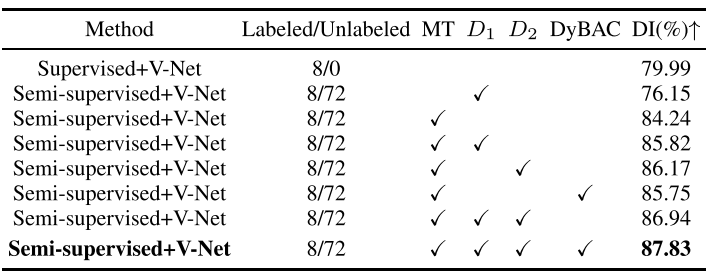 Method Labeled/Unlabeled MT D1 D2 DyBAC DI(%)↑
Supervised+V-Net 8/0 79.99
Semi-supervised+V-Net 8/72 ✓ 76.15
Semi-supervised+V-Net 8/72 ✓ 84.24
Semi-supervised+V-Net 8/72 ✓ ✓ 85.82
Semi-supervised+V-Net 8/72 ✓ ✓ 86.17
Semi-supervised+V-Net 8/72 ✓ ✓ 85.75
Semi-supervised+V-Net 8/72 ✓ ✓ ✓ 86.94
Semi-supervised+V-Net 8/72 ✓ ✓ ✓ ✓ 87.83